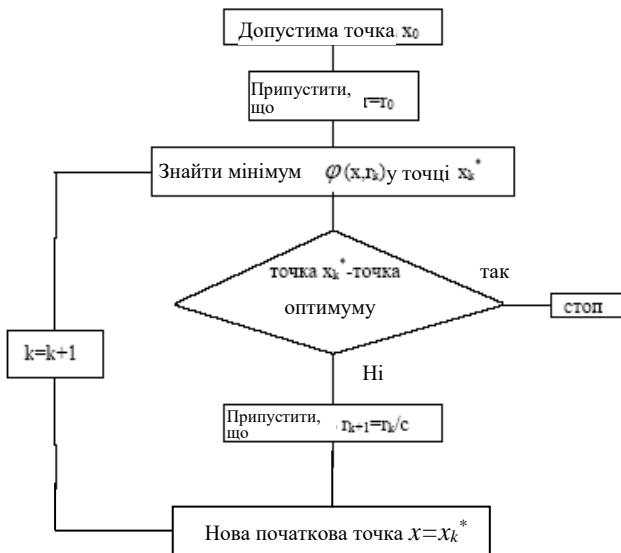 Допустима точка x₀
Припустити,
що r=r₀
Знайти мінімум φ(x,rₖ)у точці xₖ*
точка xₖ*-точка
оптимуму
так
стоп
k=k+1
Ні
Припустити,
що rₖ₊₁=rₖ/c
Нова початкова точка x=xₖ*